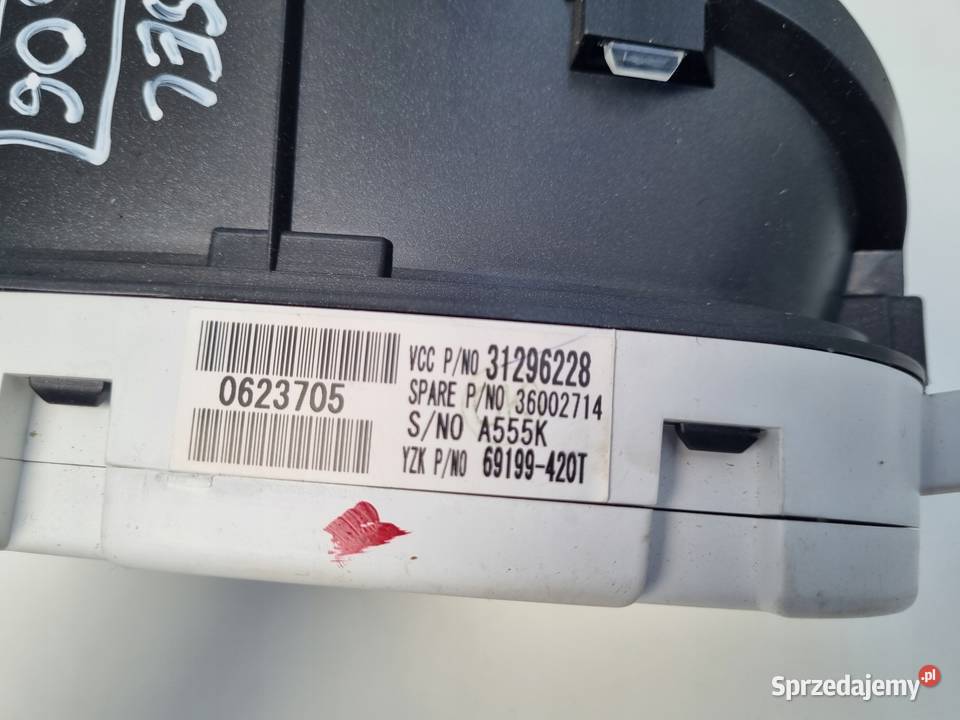 0623705
VCC P/NO 31296228
SPARE P/NO 36002714
S/NO A555K
YZK P/NO 69199-420T
Sprzedajemy.pl